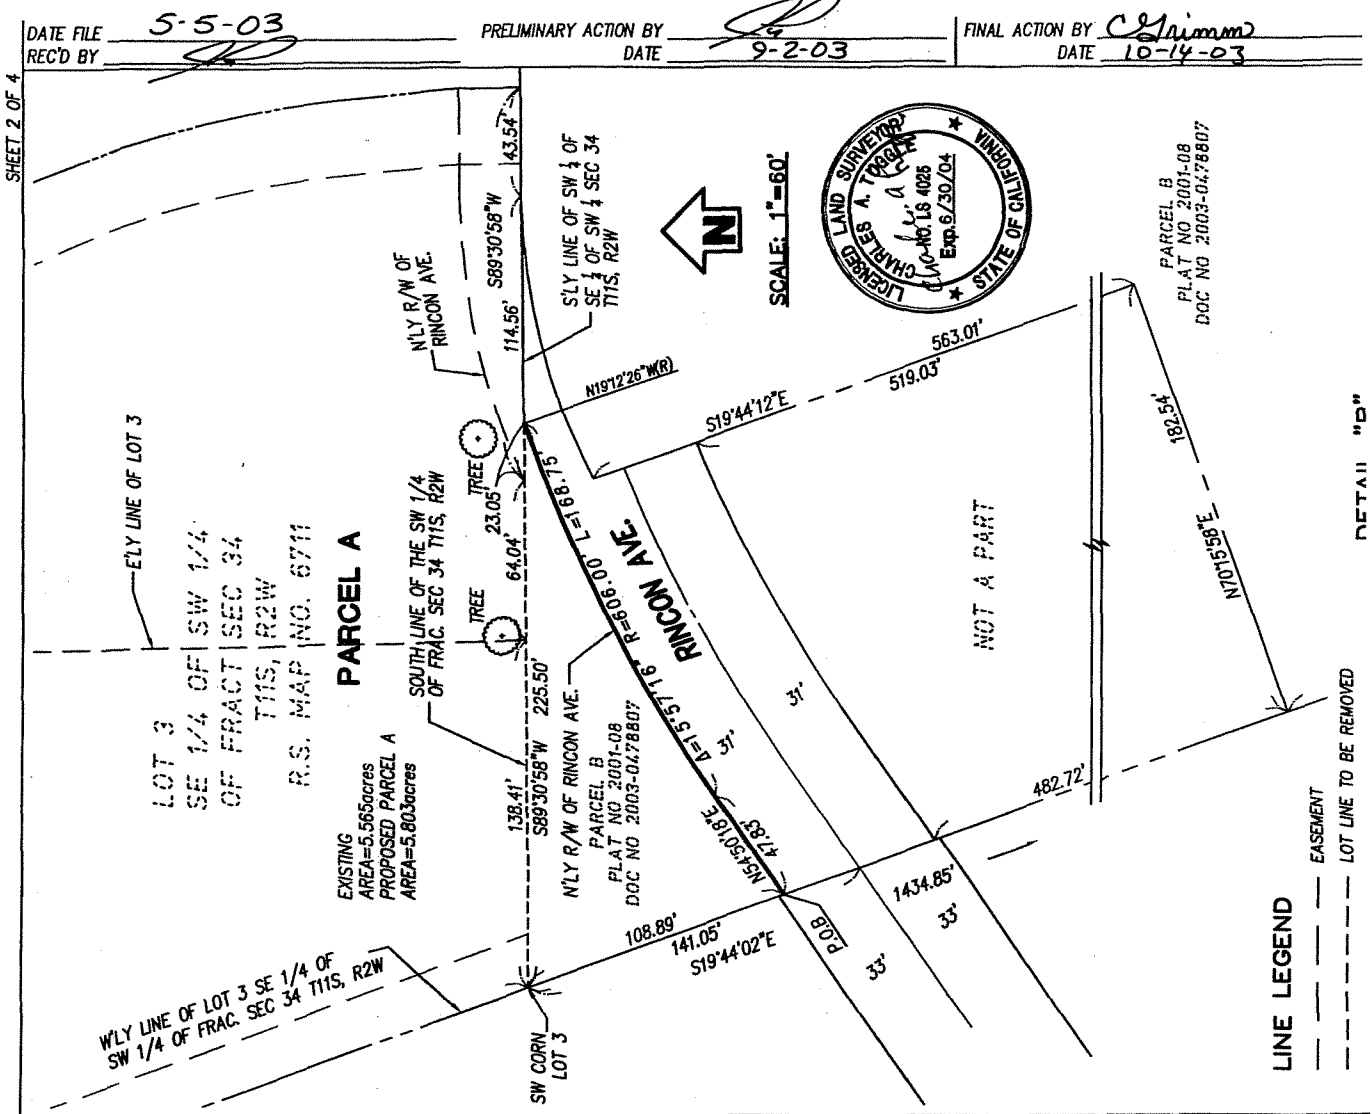 DATE FILE 5-5-03
REC'D BY
PRELIMINARY ACTION BY
DATE 9-2-03
FINAL ACTION BY CGrimm
DATE 10-14-03
SHEET 2 OF 4
E'LY LINE OF LOT 3
LOT 3
SE 1/4 OF SW 1/4
OF FRACT SEC 34
T11S, R2W
R.S. MAP NO. 6711
PARCEL A
EXISTING
AREA=5.565acres
PROPOSED PARCEL A
AREA=5.803acres
SOUTH LINE OF THE SW 1/4
OF FRAC. SEC 34 T11S, R2W
TREE
TREE
N'LY R/W OF
RINCON AVE.
43.54'
S89°30'58"W
114.56'
S'LY LINE OF SW ¼ OF
SE ¼ OF SW ¼ SEC 34
T11S, R2W
23.05'
64.04'
138.41'
S89°30'58"W 225.50'
N
SCALE: 1"=60'
LICENSED LAND SURVEYOR
CHARLES A.
NO. LS 4025
Exp. 6/30/04
STATE OF CALIFORNIA
PARCEL B
PLAT NO 2001-08
DOC NO 2003-0478807
N19°12'26"W(R)
S19°44'12"E
563.01'
519.03'
182.54'
N70°15'58"E
N'LY R/W OF RINCON AVE.
PARCEL B
PLAT NO 2001-08
DOC NO 2003-0478807
Δ=15°57'16" R=606.00' L=168.75'
RINCON AVE.
31'
31'
N54°50'18"E
47.83'
NOT A PART
482.72'
W'LY LINE OF LOT 3 SE 1/4 OF
SW 1/4 OF FRAC. SEC 34 T11S, R2W
SW CORN
LOT 3
108.89'
141.05'
S19°44'02"E
P.O.B
1434.85'
33'
33'
LINE LEGEND
EASEMENT
LOT LINE TO BE REMOVED